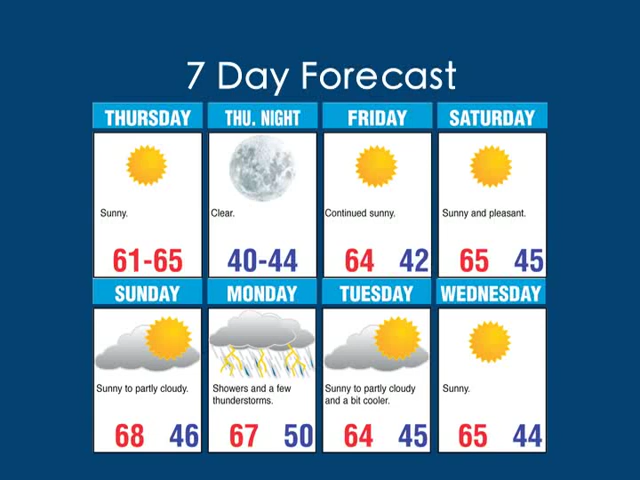 7 Day Forecast
THURSDAY
Sunny.
61-65
THU. NIGHT
Clear.
40-44
FRIDAY
Continued sunny.
64 42
SATURDAY
Sunny and pleasant.
65 45
SUNDAY
Sunny to partly cloudy.
68 46
MONDAY
Showers and a few
thunderstorms.
67 50
TUESDAY
Sunny to partly cloudy
and a bit cooler.
64 45
WEDNESDAY
Sunny.
65 44